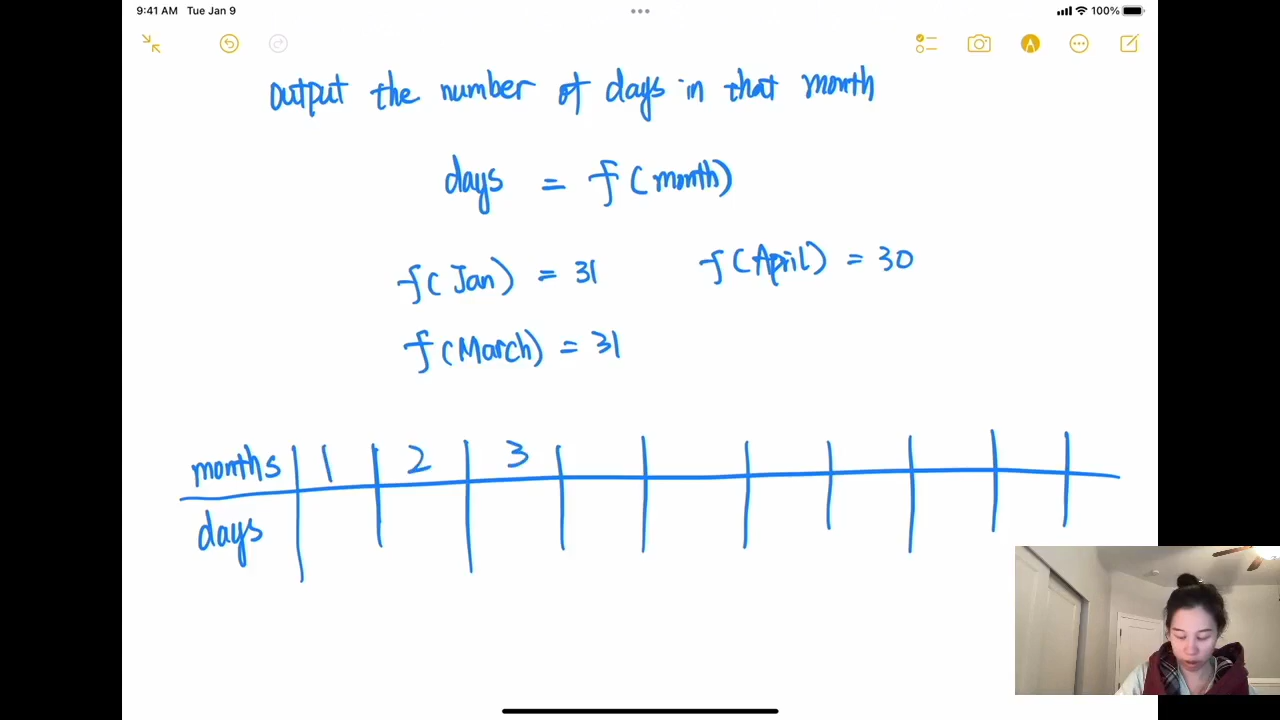 9:41 AM Tue Jan 9 100%
output the number of days in that month
days = f(month)
f(Jan) = 31 f(April) = 30
f(March) = 31
months 1 2 3
days